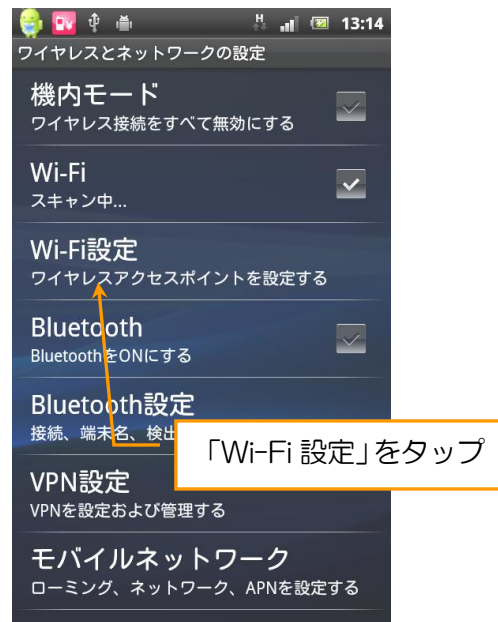 H
13:14
ワイヤレスとネットワークの設定
機内モード
ワイヤレス接続をすべて無効にする
Wi-Fi
スキャン中...
Wi-Fi設定
ワイヤレスアクセスポイントを設定する
Bluetooth
BluetoothをONにする
Bluetooth設定
接続、端末名、検出
「Wi-Fi 設定」をタップ
VPN設定
VPNを設定および管理する
モバイルネットワーク
ローミング、ネットワーク、APNを設定する